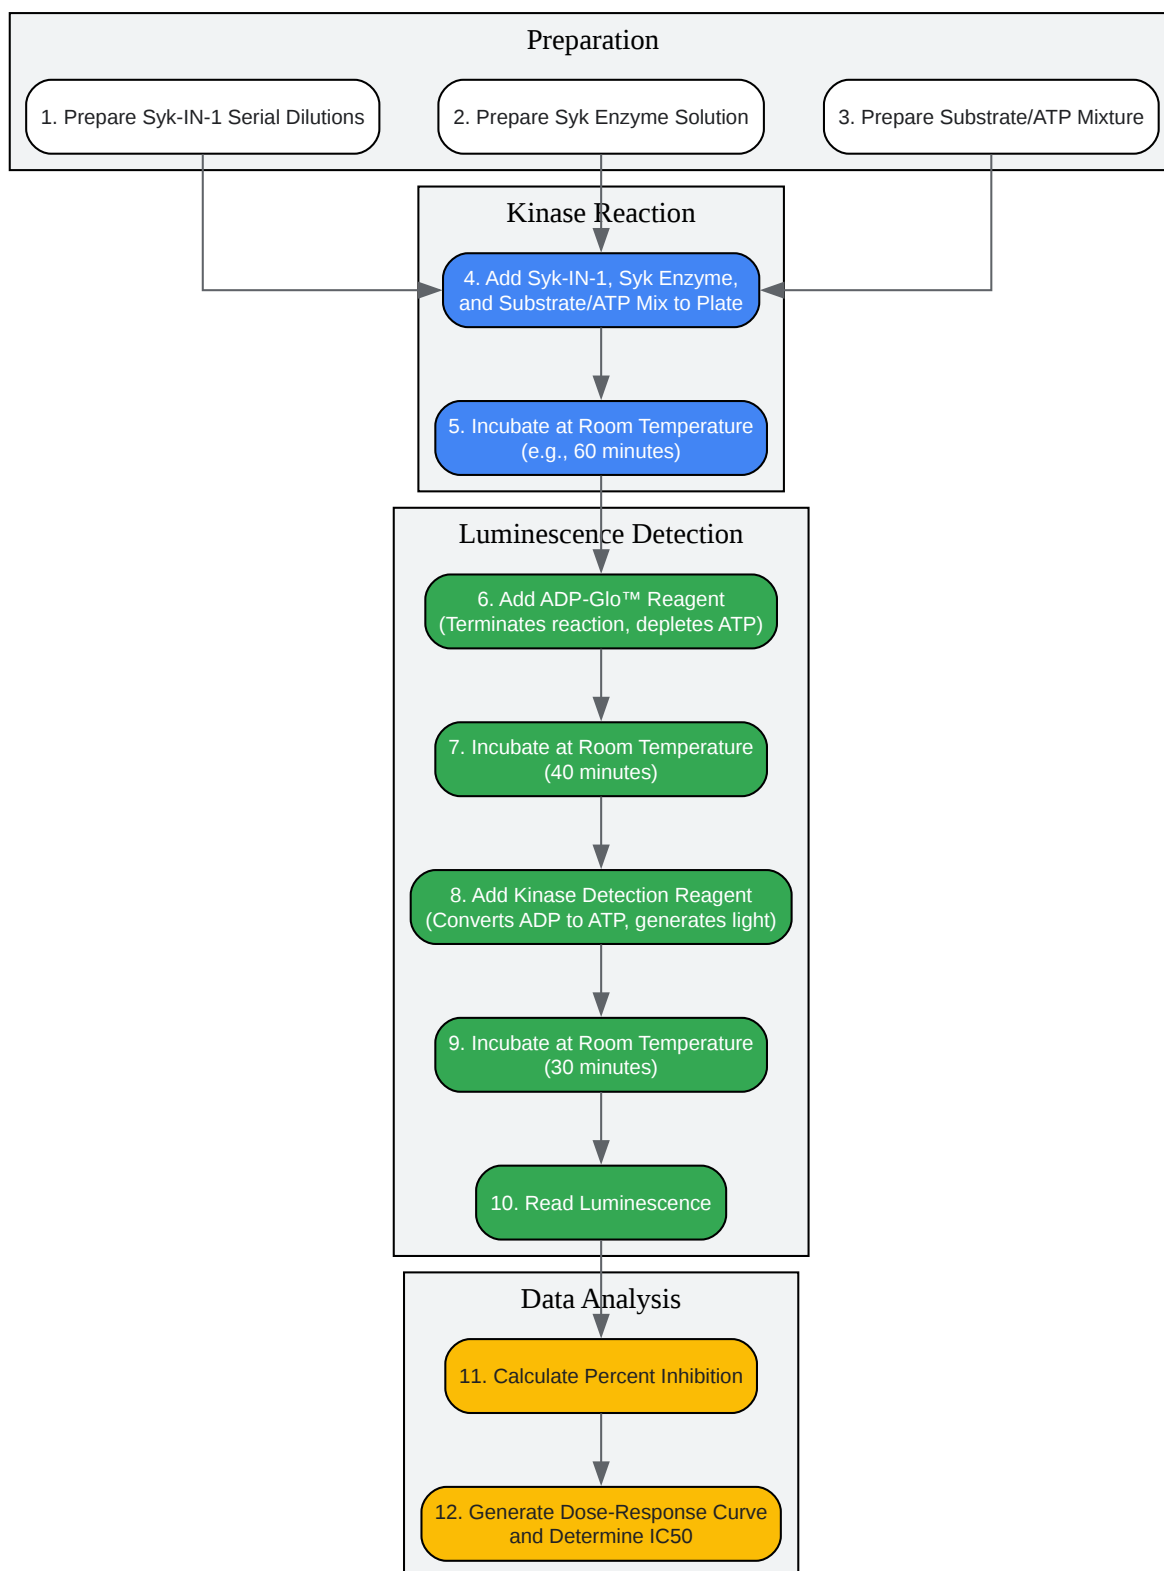 Preparation
1. Prepare Syk-IN-1 Serial Dilutions
2. Prepare Syk Enzyme Solution
3. Prepare Substrate/ATP Mixture
Kinase Reaction
4. Add Syk-IN-1, Syk Enzyme,
and Substrate/ATP Mix to Plate
5. Incubate at Room Temperature
(e.g., 60 minutes)
Luminescence Detection
6. Add ADP-Glo™ Reagent
(Terminates reaction, depletes ATP)
7. Incubate at Room Temperature
(40 minutes)
8. Add Kinase Detection Reagent
(Converts ADP to ATP, generates light)
9. Incubate at Room Temperature
(30 minutes)
10. Read Luminescence
Data Analysis
11. Calculate Percent Inhibition
12. Generate Dose-Response Curve
and Determine IC50